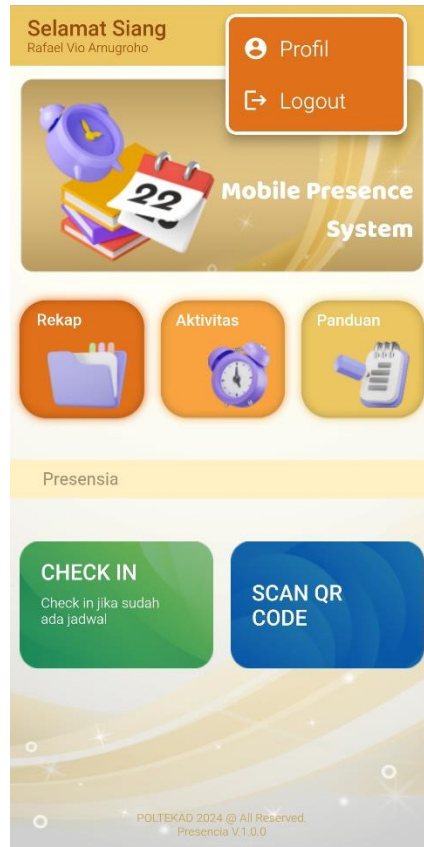 Selamat Siang
Rafael Vio Arnugroho
Profil
Logout
22
Mobile Presence
System
Rekap
Aktivitas
Panduan
Presensia
CHECK IN
Check in jika sudah
ada jadwal
SCAN QR
CODE
POLTEKAD 2024 @ All Reserved.
Presencia V.1.0.0